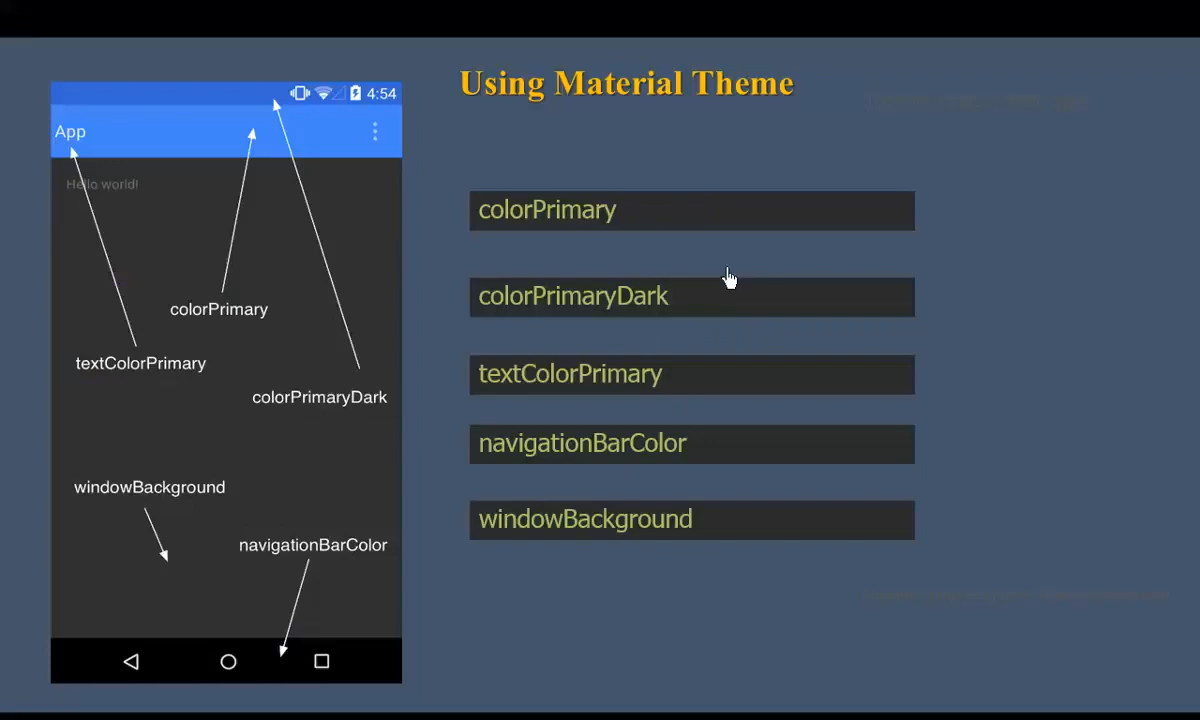 Using Material Theme
4:54
App
Hello world!
colorPrimary
textColorPrimary
colorPrimaryDark
windowBackground
navigationBarColor
colorPrimary
colorPrimaryDark
textColorPrimary
navigationBarColor
windowBackground